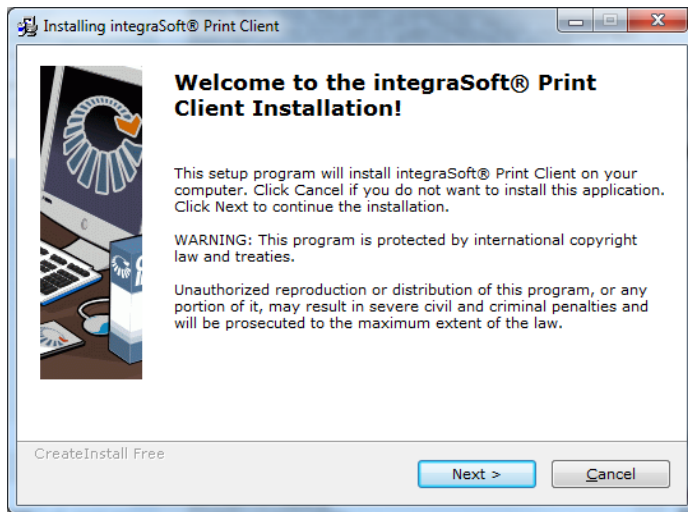 Installing integraSoft® Print Client
Welcome to the integraSoft® Print
Client Installation!
This setup program will install integraSoft® Print Client on your
computer. Click Cancel if you do not want to install this application.
Click Next to continue the installation.
WARNING: This program is protected by international copyright
law and treaties.
Unauthorized reproduction or distribution of this program, or any
portion of it, may result in severe civil and criminal penalties and
will be prosecuted to the maximum extent of the law.
CreateInstall Free
Next >
Cancel